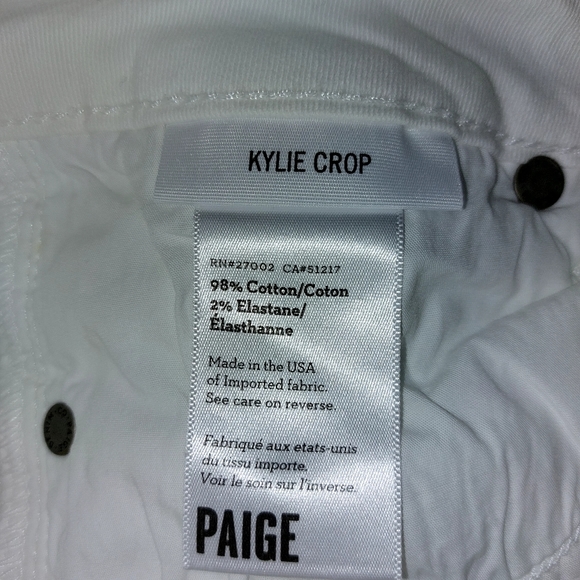 KYLIE CROP
RN#27002 CA#51217
98% Cotton/Coton
2% Elastane/
Élasthanne
Made in the USA
of Imported fabric.
See care on reverse.
Fabriqué aux etats-unis
du tissu importe.
Voir le soin sur l'inverse.
PAIGE